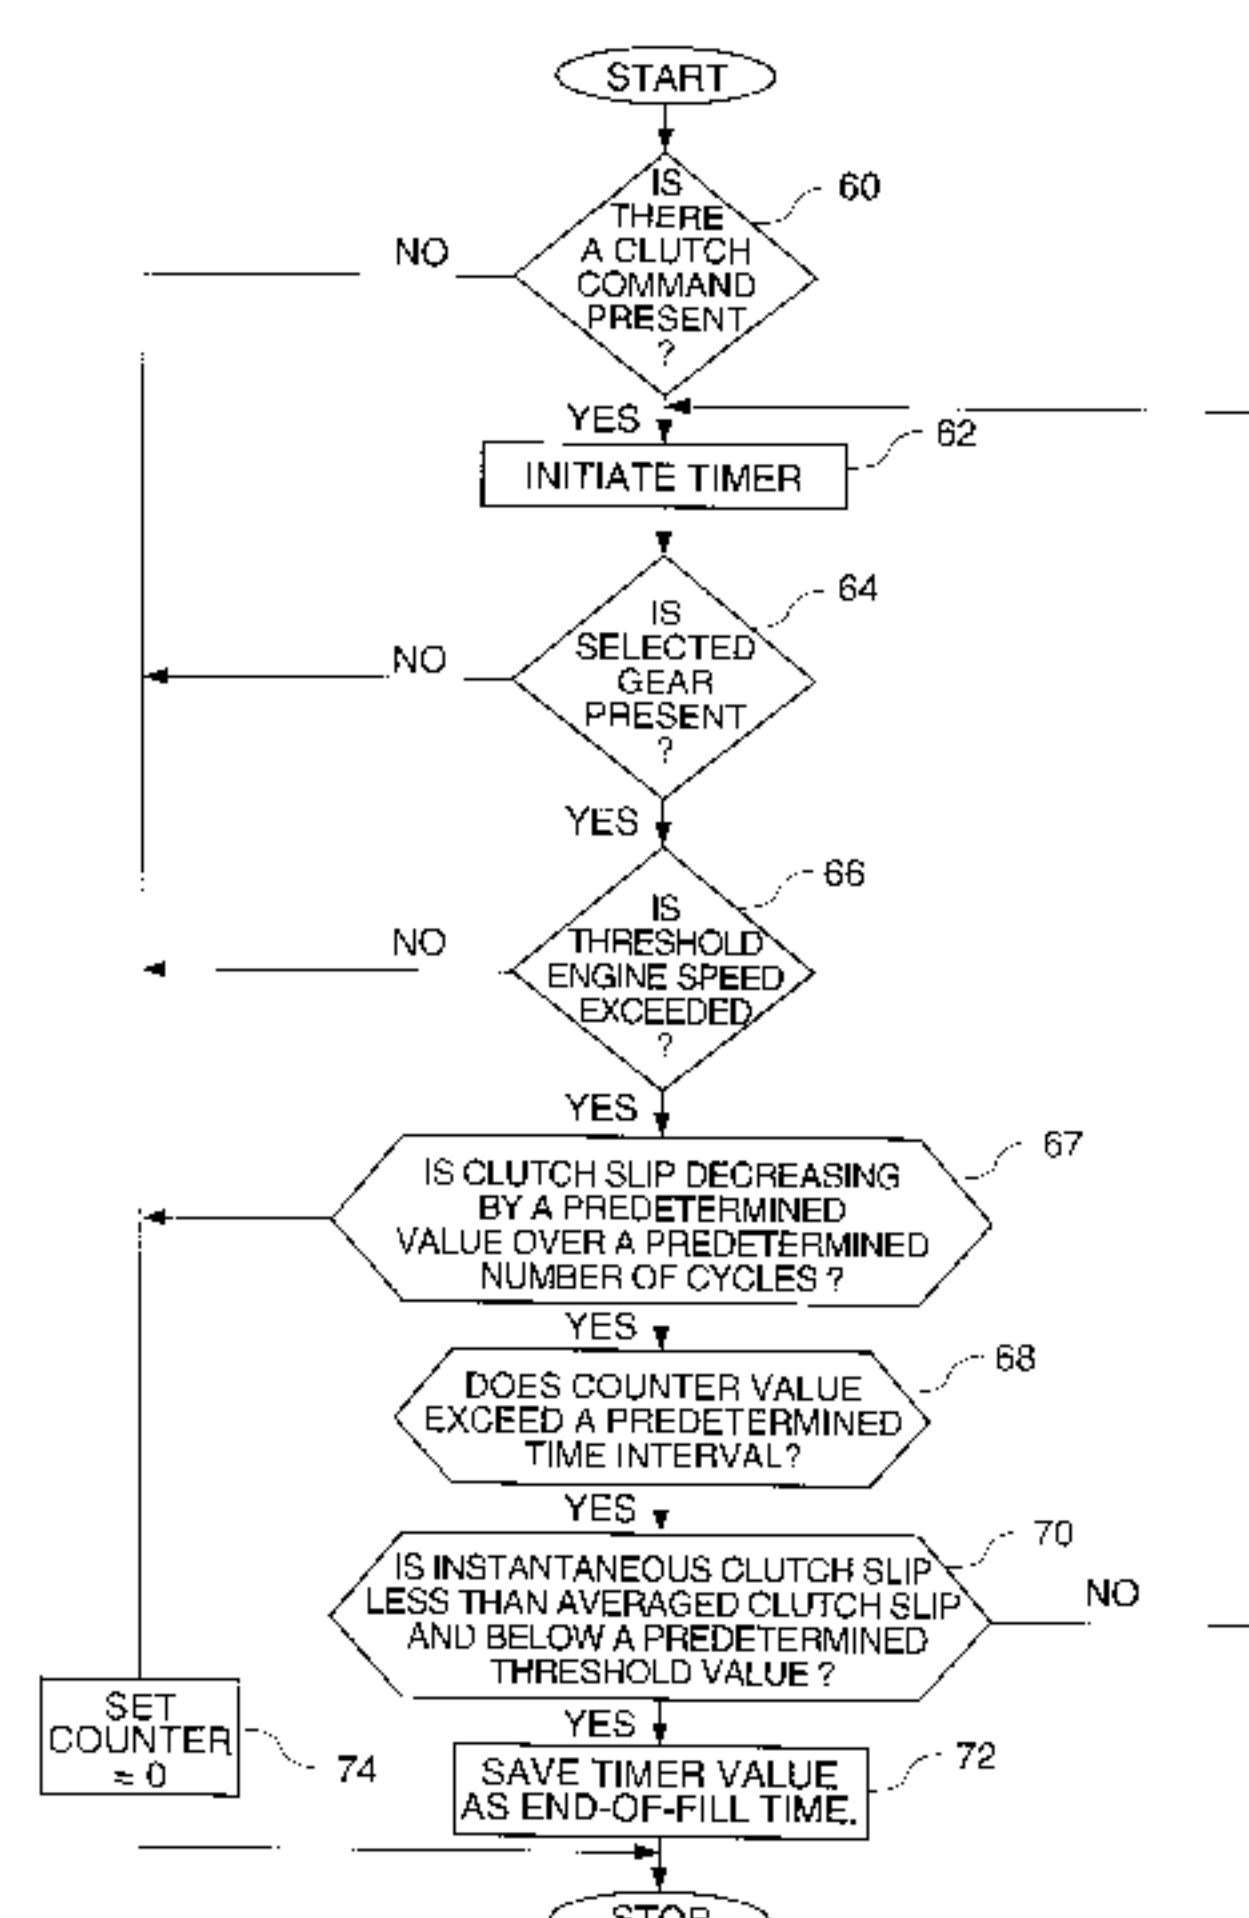 START
IS
THERE
A CLUTCH
COMMAND
PRESENT
?
60
NO
YES
62
INITIATE TIMER
64
IS
SELECTED
GEAR
PRESENT
?
NO
YES
66
IS
THRESHOLD
ENGINE SPEED
EXCEEDED
?
NO
YES
67
IS CLUTCH SLIP DECREASING
BY A PREDETERMINED
VALUE OVER A PREDETERMINED
NUMBER OF CYCLES ?
YES
68
DOES COUNTER VALUE
EXCEED A PREDETERMINED
TIME INTERVAL?
YES
70
IS INSTANTANEOUS CLUTCH SLIP
LESS THAN AVERAGED CLUTCH SLIP
AND BELOW A PREDETERMINED
THRESHOLD VALUE ?
NO
YES
SET
COUNTER
= 0
74
72
SAVE TIMER VALUE
AS END-OF-FILL TIME.
STOP